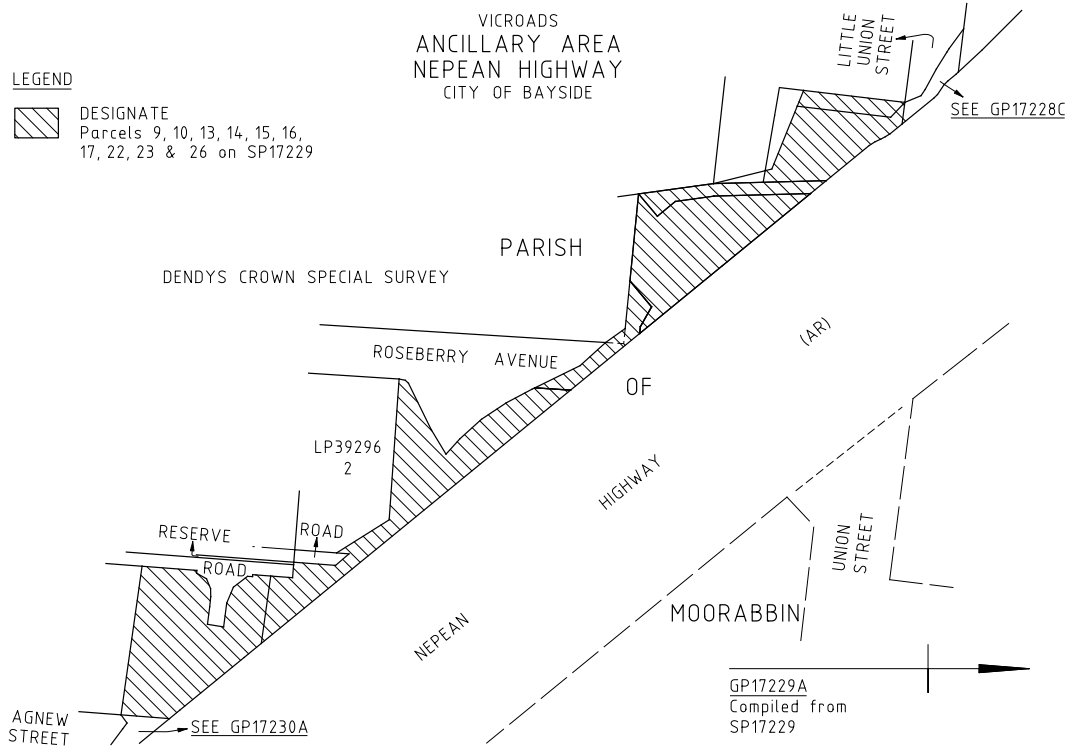 VICROADS
ANCILLARY AREA
NEPEAN HIGHWAY
CITY OF BAYSIDE
LEGEND
DESIGNATE
Parcels 9, 10, 13, 14, 15, 16,
17, 22, 23 & 26 on SP17229
LITTLE
UNION
STREET
SEE GP17228C
PARISH
DENDYS CROWN SPECIAL SURVEY
ROSEBERRY AVENUE
(AR)
OF
LP39296
2
HIGHWAY
RESERVE
ROAD
ROAD
UNION
STREET
MOORABBIN
NEPEAN
AGNEW
STREET
SEE GP17230A
GP17229A
Compiled from
SP17229